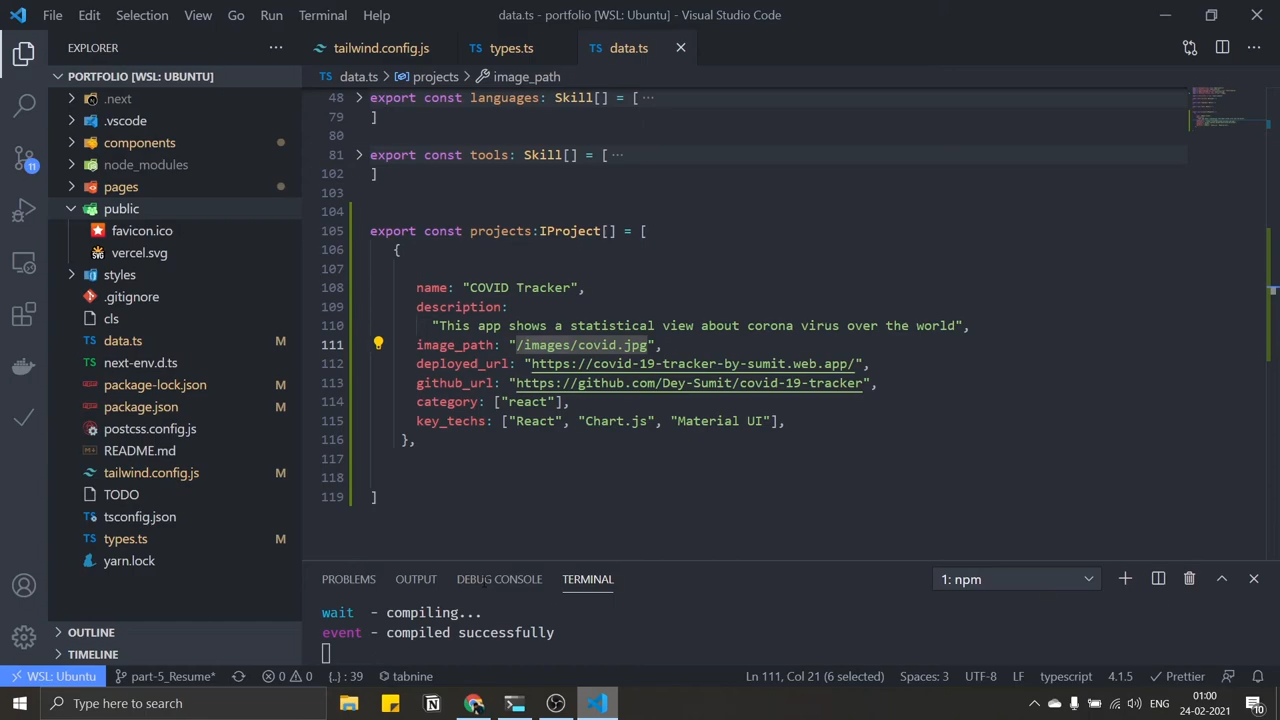 File Edit Selection View Go Run Terminal Help
data.ts - portfolio [WSL: Ubuntu] - Visual Studio Code
EXPLORER
PORTFOLIO [WSL: UBUNTU]
.next
.vscode
components
node_modules
pages
public
favicon.ico
vercel.svg
styles
.gitignore
cls
TS data.ts M
TS next-env.d.ts
package-lock.json M
package.json M
postcss.config.js
README.md
tailwind.config.js M
TODO
tsconfig.json
TS types.ts M
yarn.lock
OUTLINE
TIMELINE
11
tailwind.config.js TS types.ts TS data.ts
TS data.ts > projects > image_path
48 export const languages: Skill[] = [ ...
79 ]
80
81 export const tools: Skill[] = [ ...
102 ]
103
104
105 export const projects:IProject[] = [
106 {
107
108 name: "COVID Tracker",
109 description:
110 "This app shows a statistical view about corona virus over the world",
111 image_path: "/images/covid.jpg",
112 deployed_url: "https://covid-19-tracker-by-sumit.web.app/",
113 github_url: "https://github.com/Dey-Sumit/covid-19-tracker",
114 category: ["react"],
115 key_techs: ["React", "Chart.js", "Material UI"],
116 },
117
118
119 ]
PROBLEMS OUTPUT DEBUG CONSOLE TERMINAL
1: npm
wait - compiling...
event - compiled successfully
WSL: Ubuntu part-5_Resume* 0 0 {..} : 39 tabnine
Ln 111, Col 21 (6 selected) Spaces: 3 UTF-8 LF typescript 4.1.5 Prettier
Type here to search
ENG
01:00
24-02-2021
10